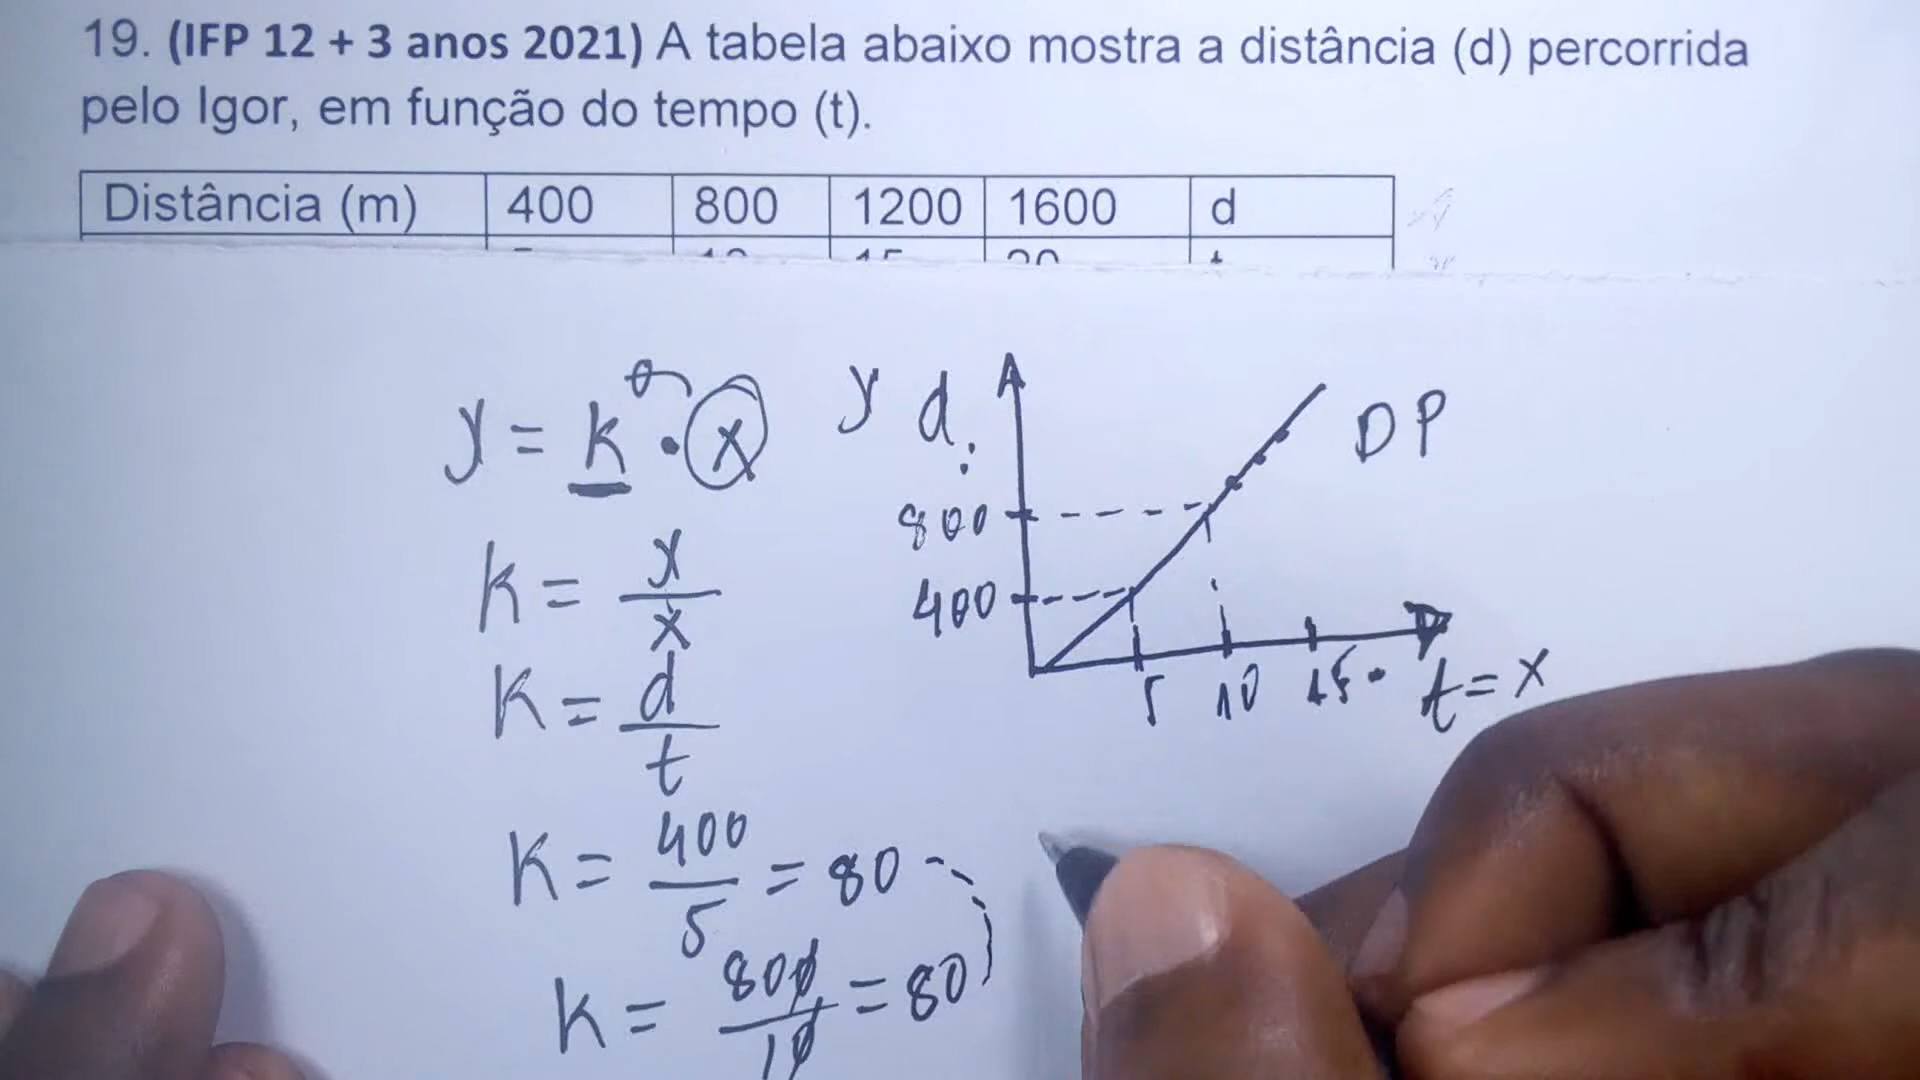 19. (IFP 12 + 3 anos 2021) A tabela abaixo mostra a distância (d) percorrida
pelo Igor, em função do tempo (t).
Distância (m) 400 800 1200 1600 d
y = k · x
y d
DP
800
400
5 10 15 t = x
k = y/x
K = d/t
K = 400/5 = 80
K = 800/10 = 80